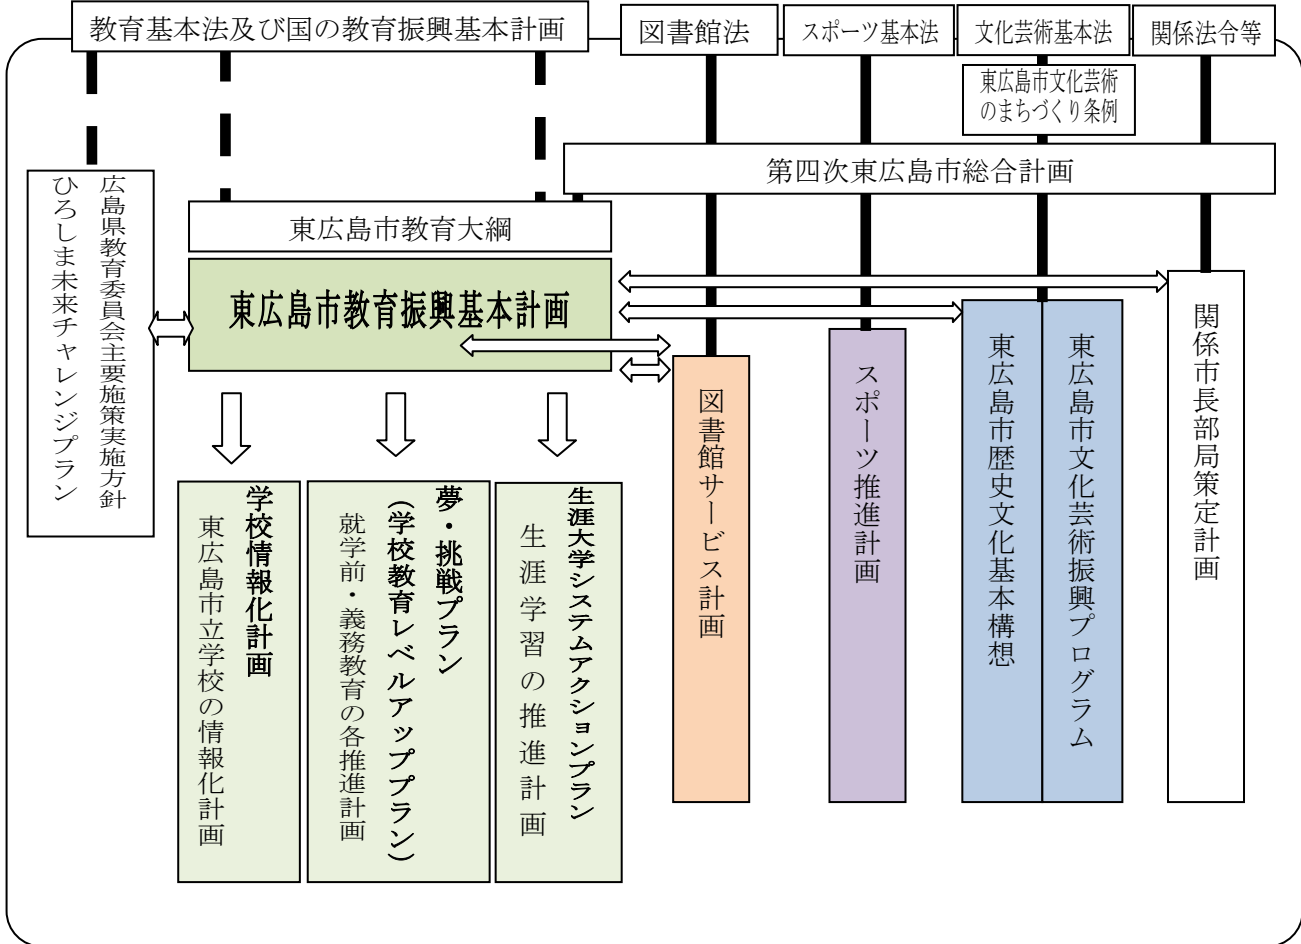 教育基本法及び国の教育振興基本計画
図書館法
スポーツ基本法
文化芸術基本法
関係法令等
東広島市文化芸術
のまちづくり条例
第四次東広島市総合計画
広島県教育委員会主要施策実施方針
ひろしま未来チャレンジプラン
東広島市教育大綱
東広島市教育振興基本計画
学校情報化計画
東広島市立学校の情報化計画
夢・挑戦プラン
(学校教育レベルアッププラン)
就学前・義務教育の各推進計画
生涯大学システムアクションプラン
生涯学習の推進計画
図書館サービス計画
スポーツ推進計画
東広島市文化芸術振興プログラム
東広島市歴史文化基本構想
関係市長部局策定計画